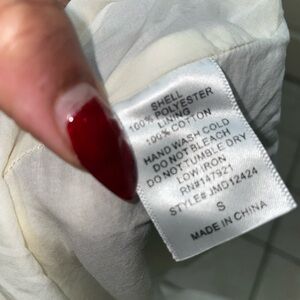 SHELL
100% POLYESTER
LINING
100% COTTON
HAND WASH COLD
DO NOT BLEACH
DO NOT TUMBLE DRY
LOW IRON
RN#147921
STYLE# JMD12424
S
MADE IN CHINA